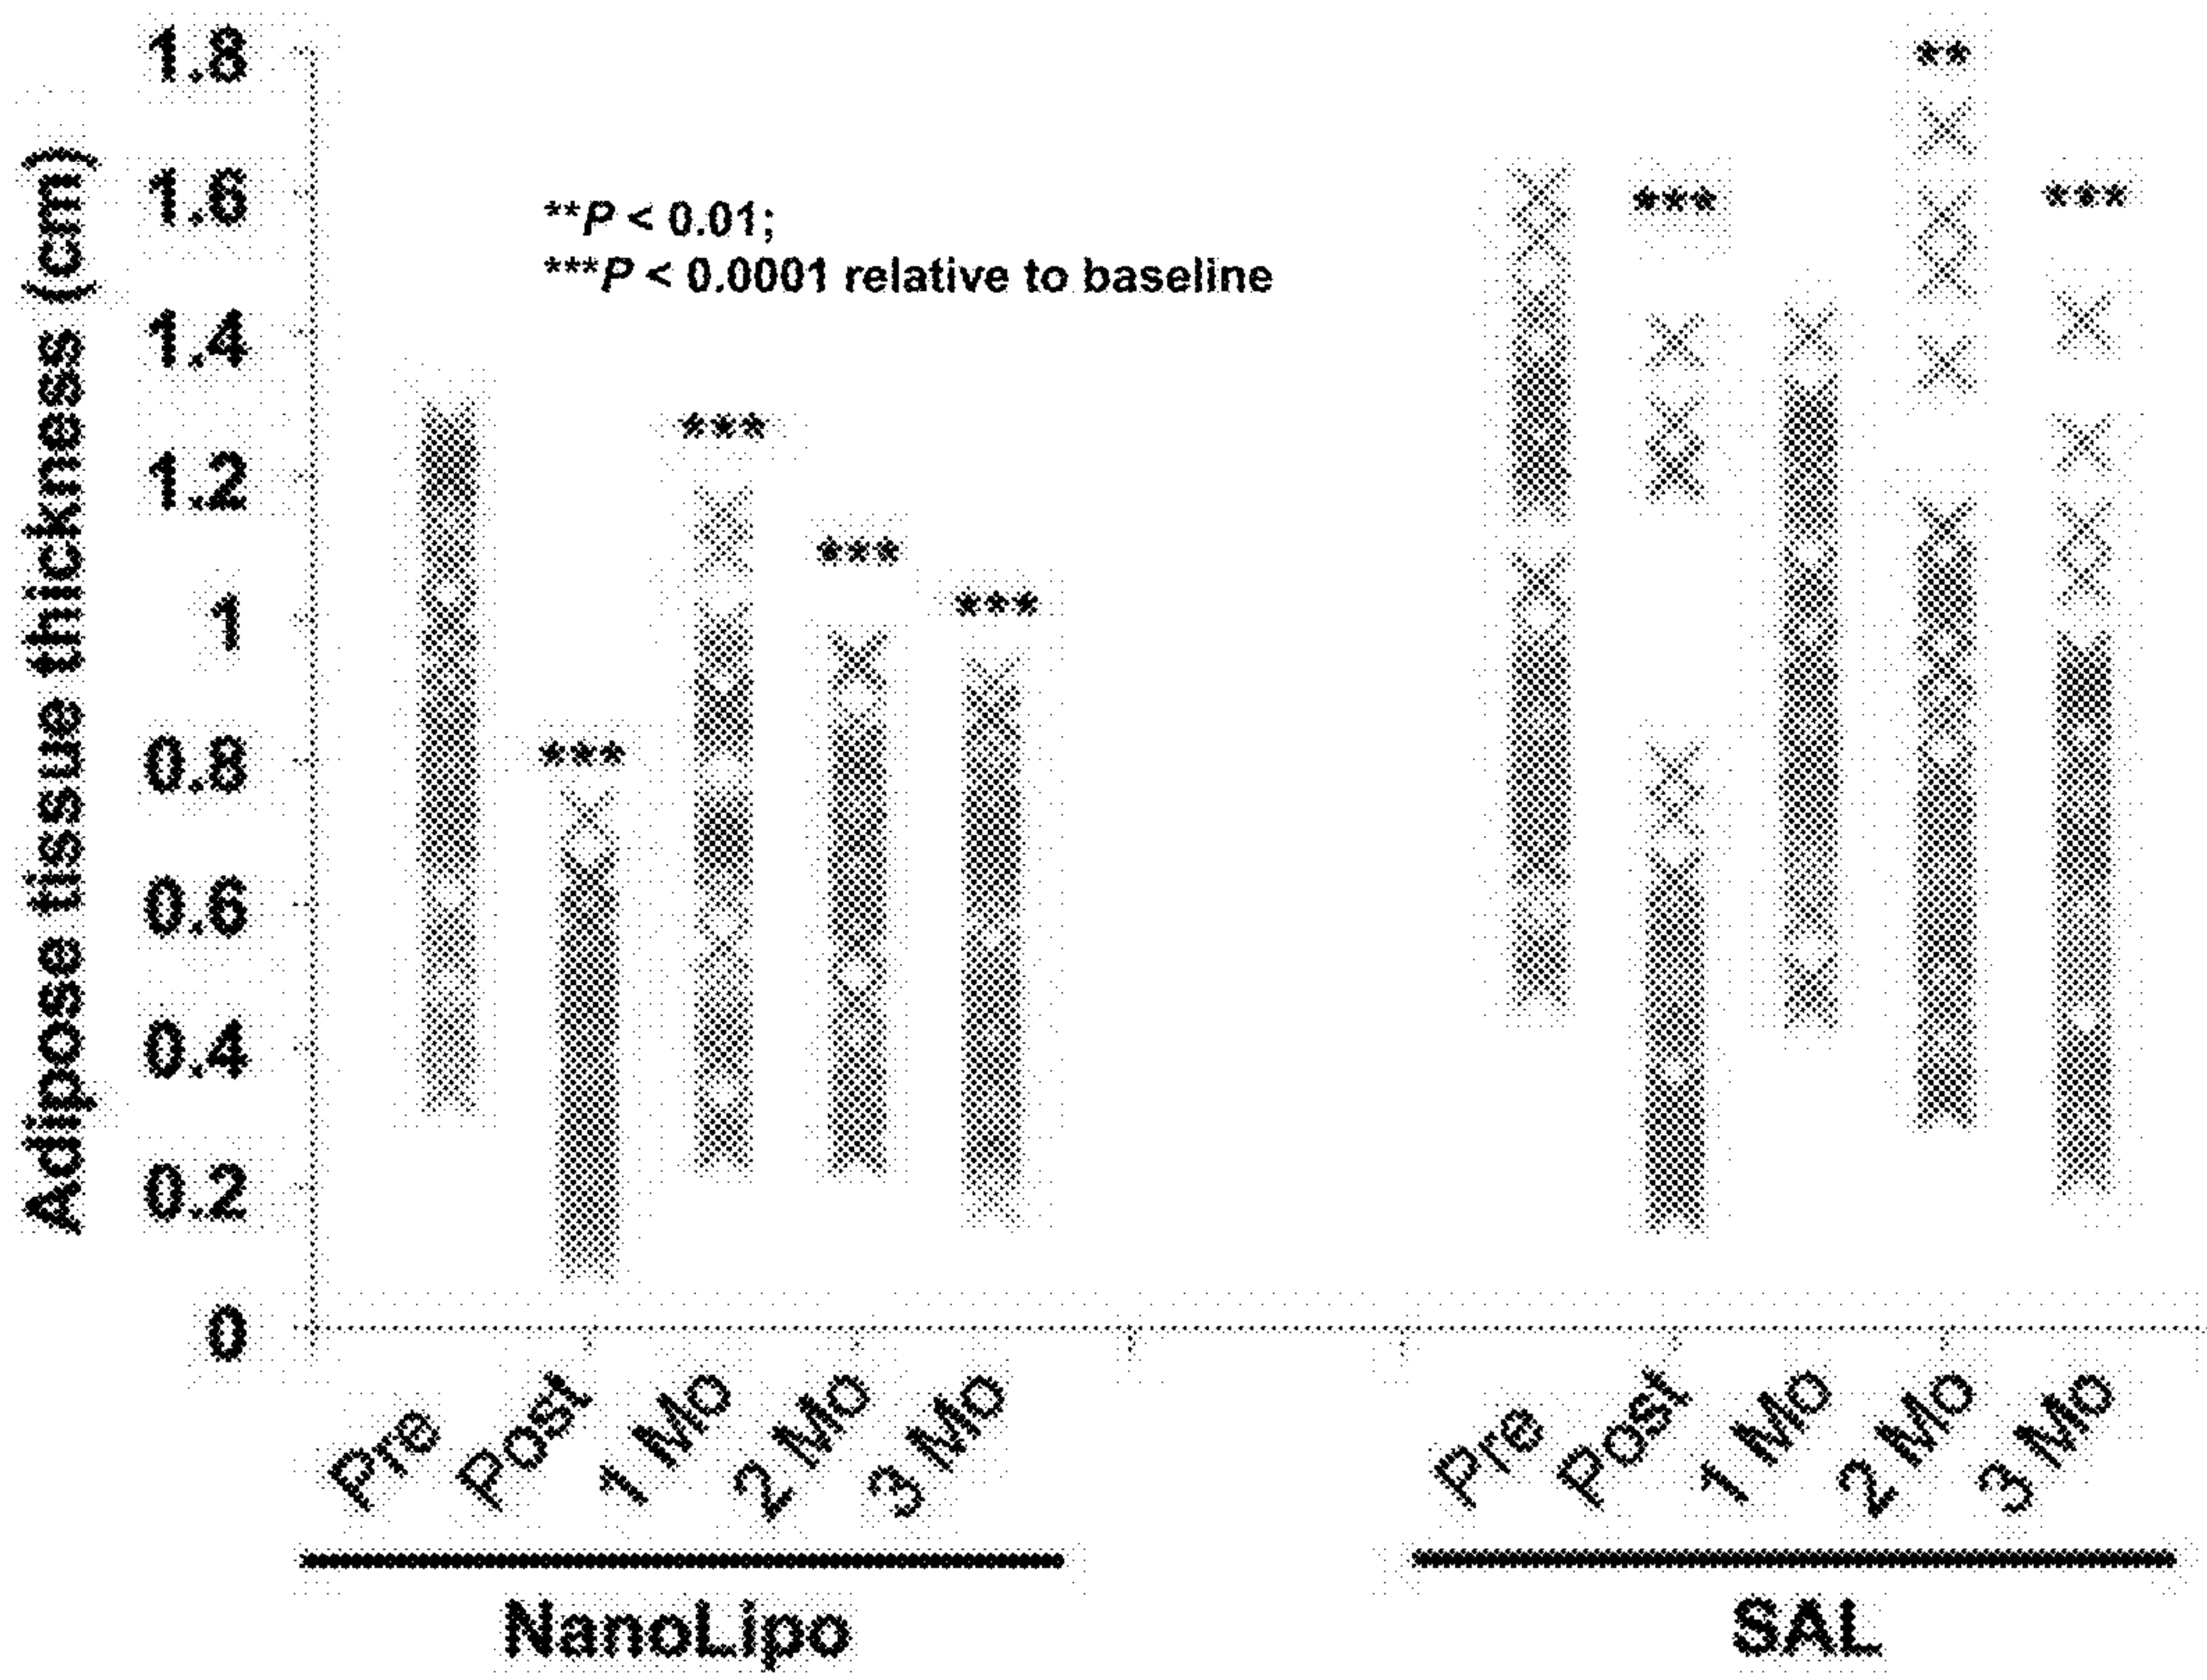 Adipose tissue thickness (cm)
1.8
1.6
1.4
1.2
1
0.8
0.6
0.4
0.2
0
**P < 0.01;
***P < 0.0001 relative to baseline
***
***
***
***
***
**
***
Pre Post 1 Mo 2 Mo 3 Mo
Pre Post 1 Mo 2 Mo 3 Mo
NanoLipo
SAL